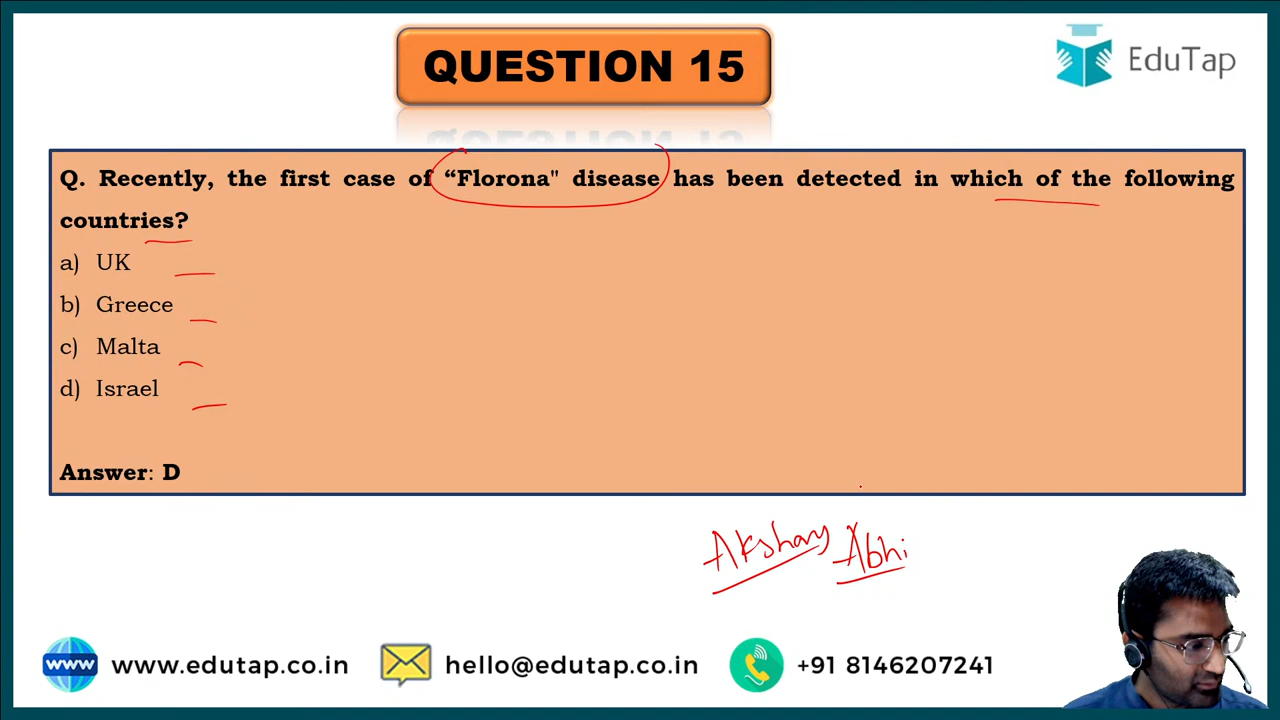 QUESTION 15
EduTap
Q. Recently, the first case of “Florona" disease has been detected in which of the following
countries?
a) UK
b) Greece
c) Malta
d) Israel
Answer: D
Akshay Abhi
www www.edutap.co.in hello@edutap.co.in +91 8146207241